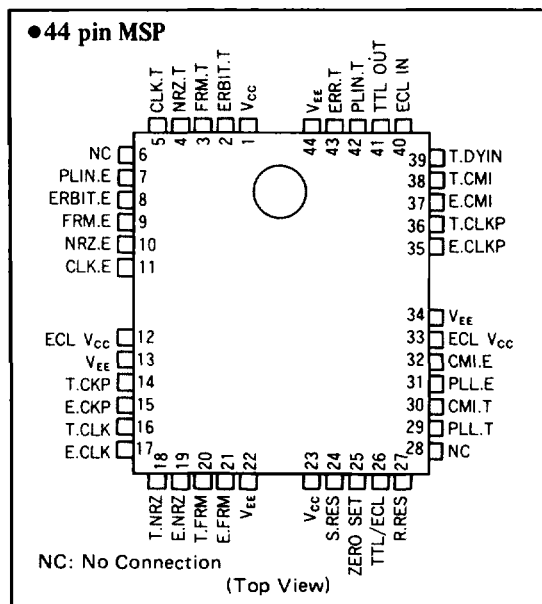 ●44 pin MSP
CLK.T
NRZ.T
FRM.T
ERBIT.T
VCC
VEE
ERR.T
PLIN.T
TTL OUT
ECL IN
5 4 3 2 1 44 43 42 41 40
NC 6
PLIN.E 7
ERBIT.E 8
FRM.E 9
NRZ.E 10
CLK.E 11
ECL VCC 12
VEE 13
T.CKP 14
E.CKP 15
T.CLK 16
E.CLK 17
39 T.DYIN
38 T.CMI
37 E.CMI
36 T.CLKP
35 E.CLKP
34 VEE
33 ECL VCC
32 CMI.E
31 PLL.E
30 CMI.T
29 PLL.T
28 NC
18 19 20 21 22 23 24 25 26 27
T.NRZ
E.NRZ
T.FRM
E.FRM
VEE
VCC
S.RES
ZERO SET
TTL/ECL
R.RES
NC: No Connection
(Top View)